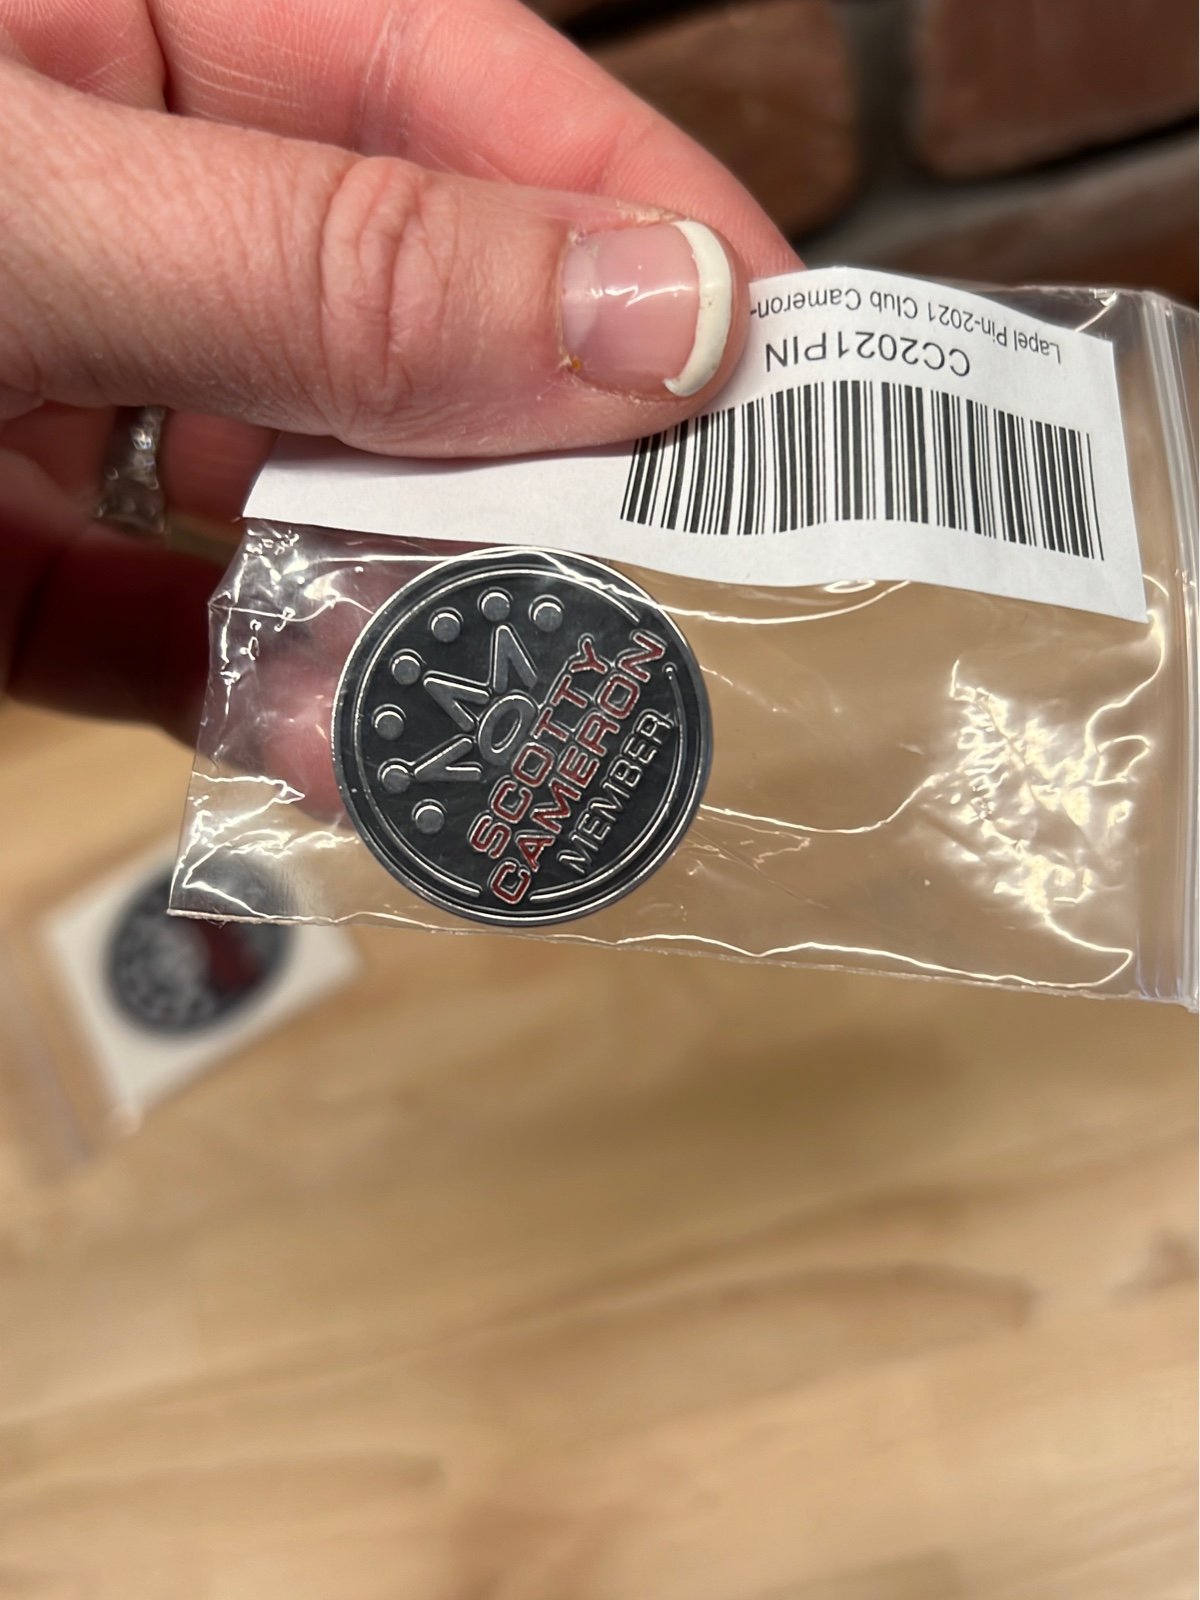 Lapel Pin-2021 Club Cameron-
CC2021PIN
SCOTTY
CAMERON
MEMBER